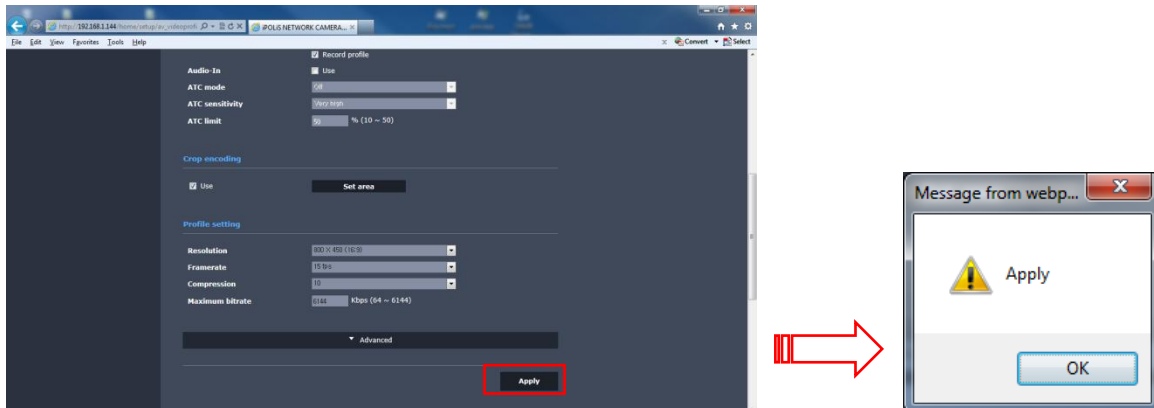 http://192.168.1.144/home/setup/av_videoprofi
iPOLIS NETWORK CAMERA...
File Edit View Favorites Tools Help
x Convert Select
Record profile
Audio-In Use
ATC mode Off
ATC sensitivity Very high
ATC limit 50 % (10 ~ 50)
Crop encoding
Use Set area
Profile setting
Resolution 800 X 450 (16:9)
Framerate 15 fps
Compression 10
Maximum bitrate 6144 Kbps (64 ~ 6144)
Advanced
Apply
Message from webp...
Apply
OK